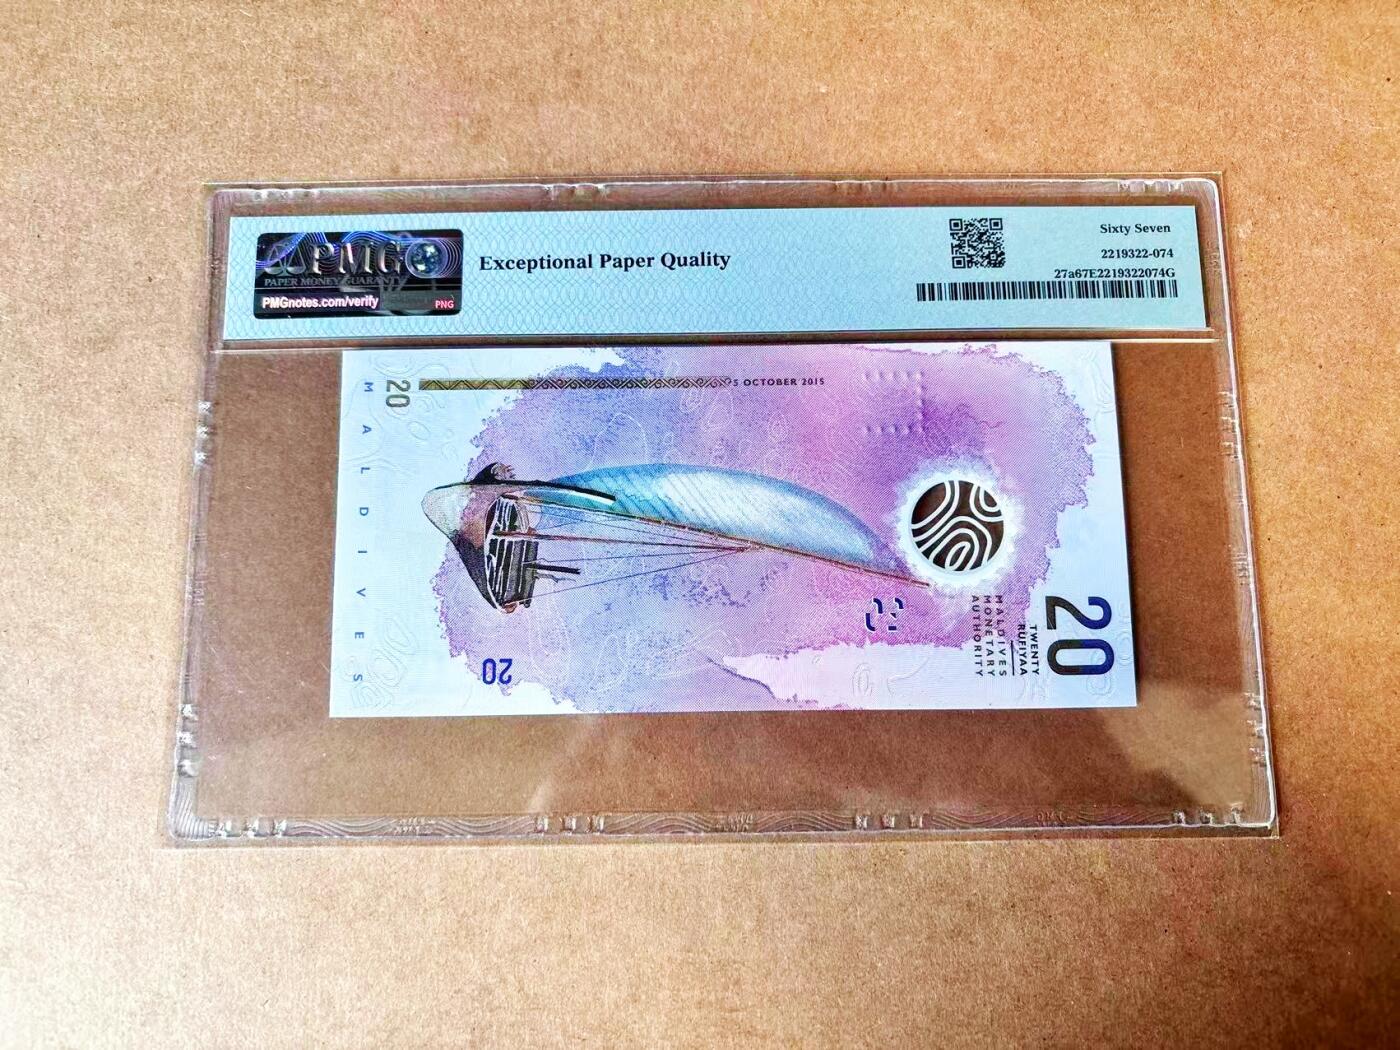 PMG
PAPER MONEY GUARANTY
PMGnotes.com/verify
PNG
Exceptional Paper Quality
Sixty Seven
2219322-074
27a67E2219322074G
20
5 OCTOBER 2015
MALDIVES
20
20
TWENTY
RUFIYAA
MALDIVES
MONETARY
AUTHORITY